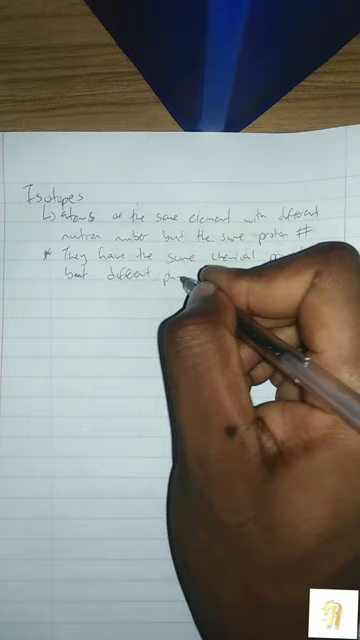 Isotopes
↳ atoms of the same element with different
nutron number but the same proton #
* They have the same chemical
but different